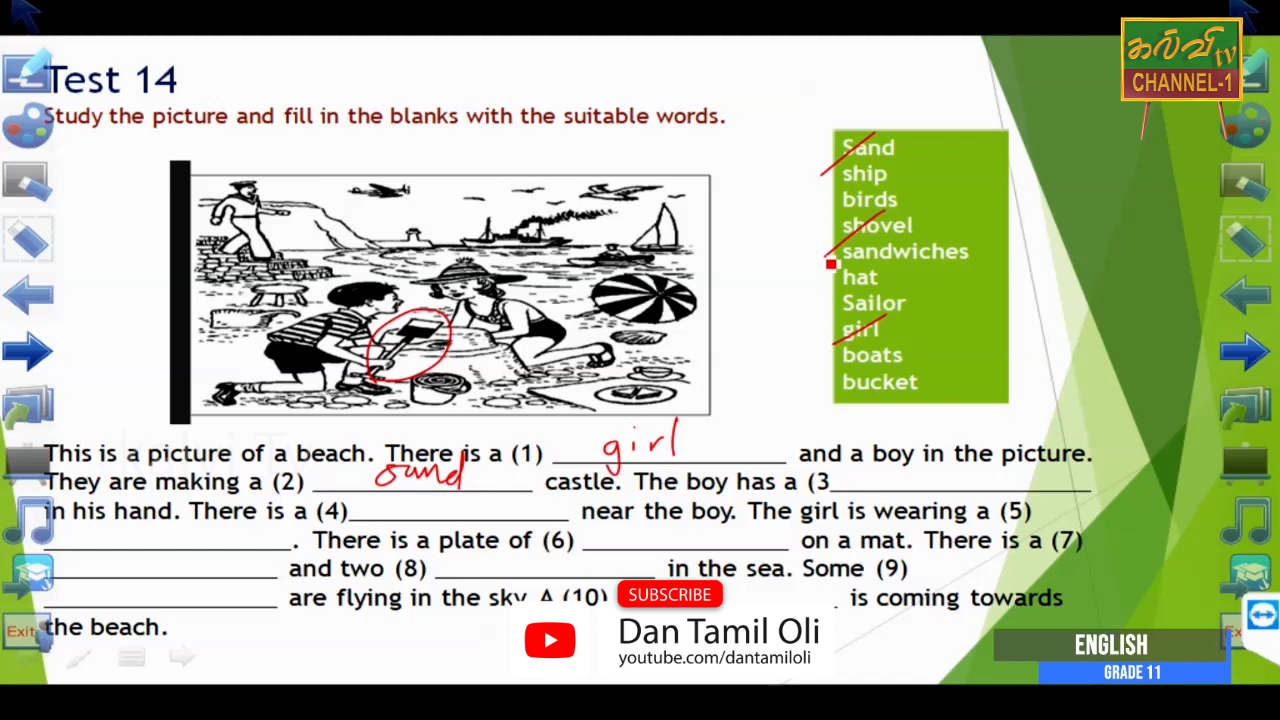 கல்வி tv
CHANNEL-1
Test 14
Study the picture and fill in the blanks with the suitable words.
Sand
ship
birds
shovel
sandwiches
hat
Sailor
girl
boats
bucket
This is a picture of a beach. There is a (1) girl and a boy in the picture.
They are making a (2) sand castle. The boy has a (3
in his hand. There is a (4) near the boy. The girl is wearing a (5)
. There is a plate of (6) on a mat. There is a (7)
and two (8) in the sea. Some (9)
are flying in the sky. A (10) is coming towards
the beach.
SUBSCRIBE
Dan Tamil Oli
youtube.com/dantamiloli
ENGLISH
GRADE 11
Exit
Ex
kalvi Tv